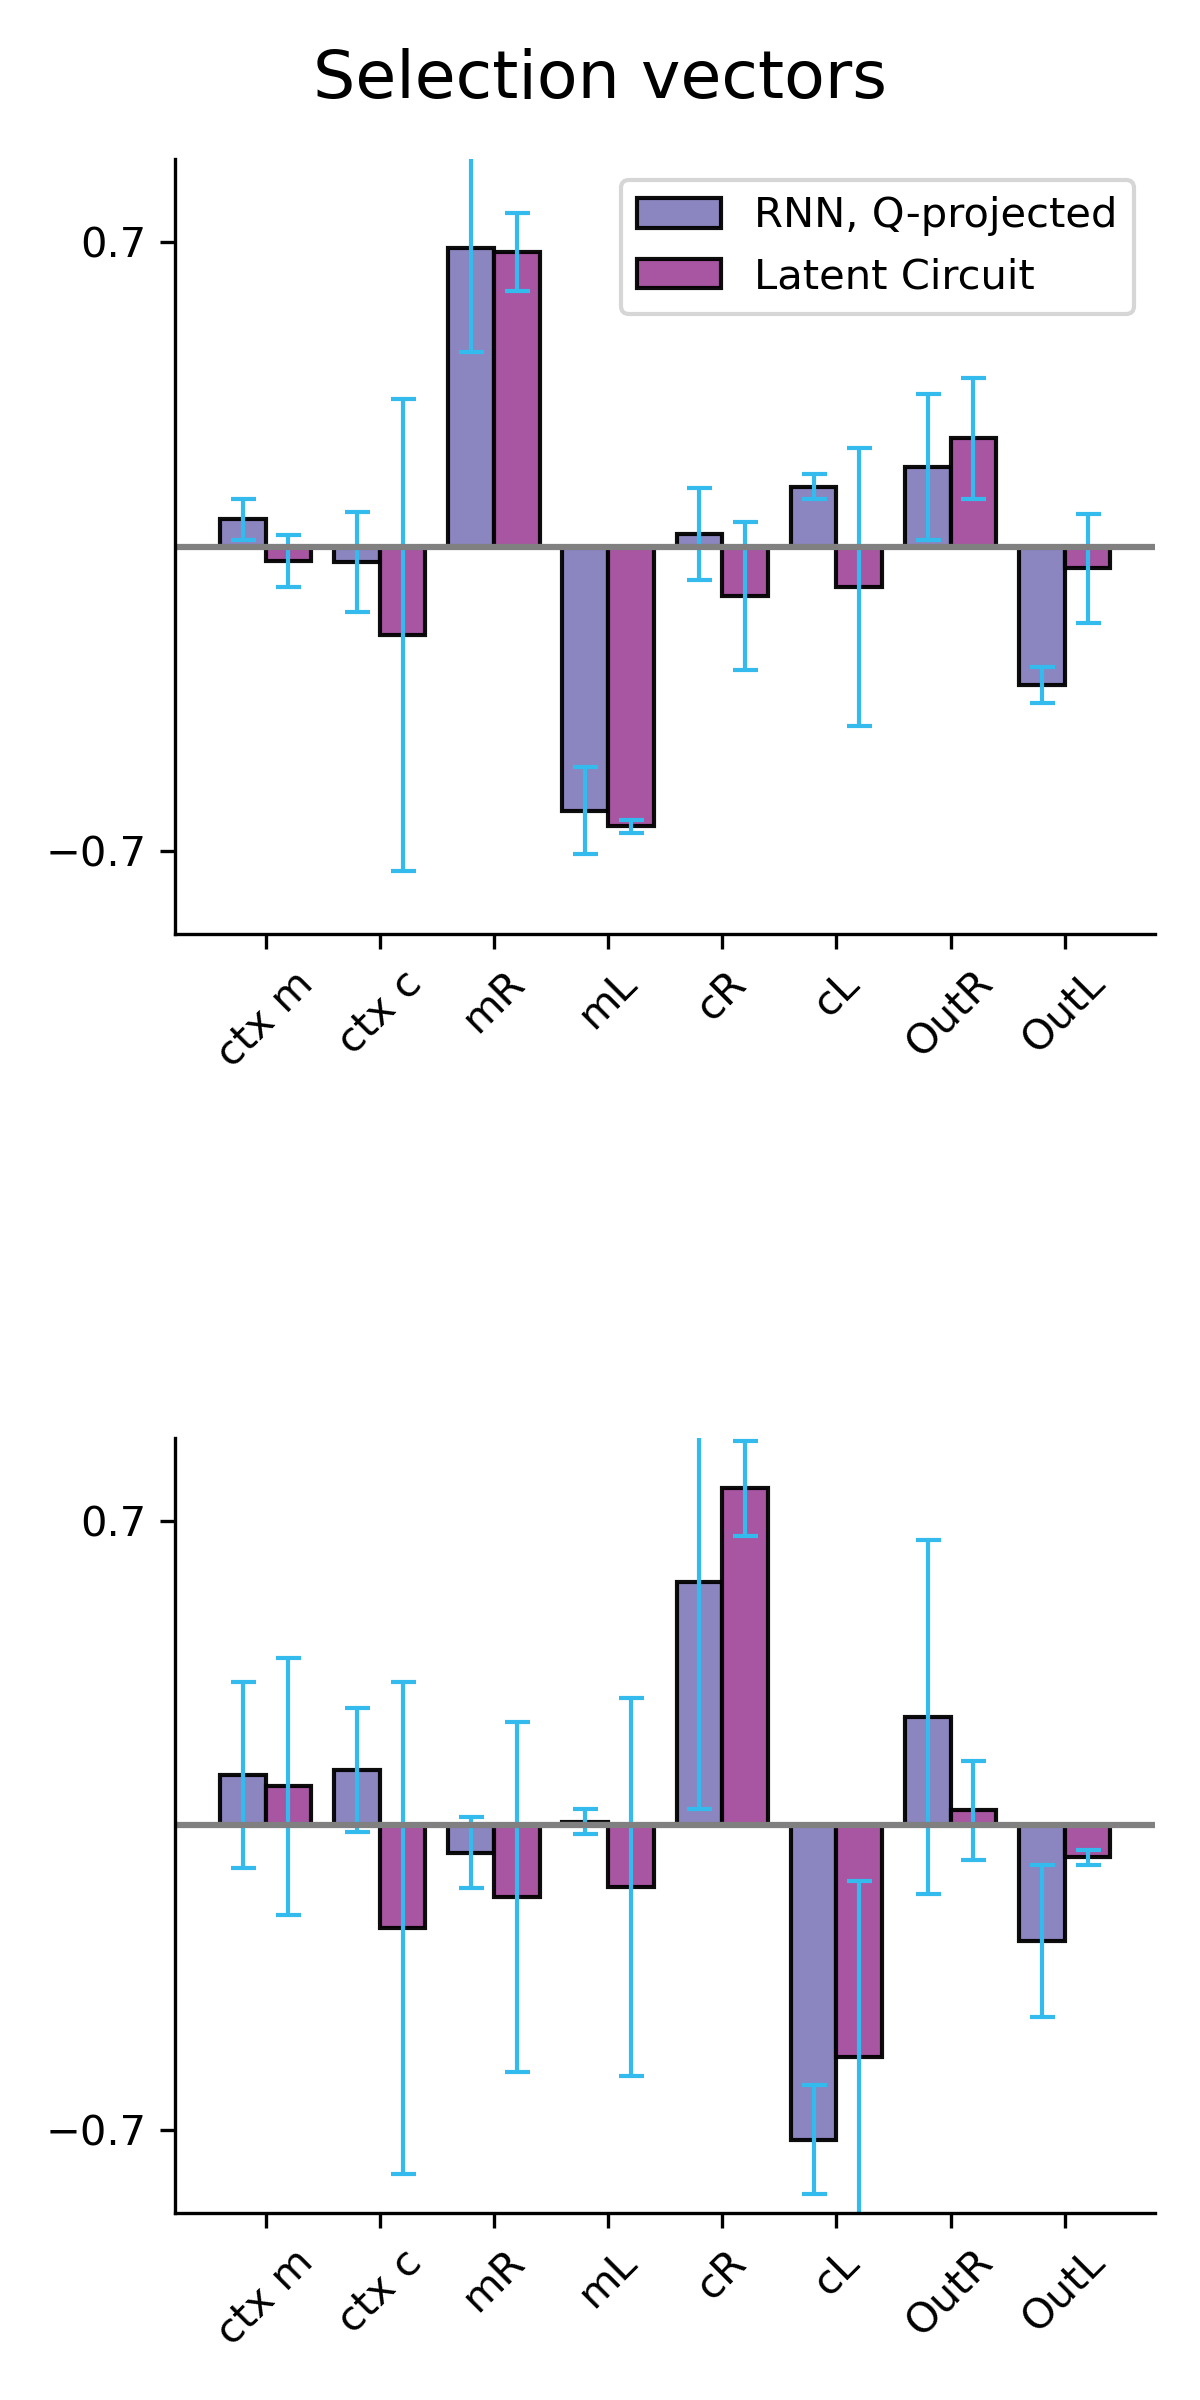 Selection vectors
0.7
−0.7
RNN, Q-projected
Latent Circuit
ctx m
ctx c
mR
mL
cR
cL
OutR
OutL
0.7
−0.7
ctx m
ctx c
mR
mL
cR
cL
OutR
OutL